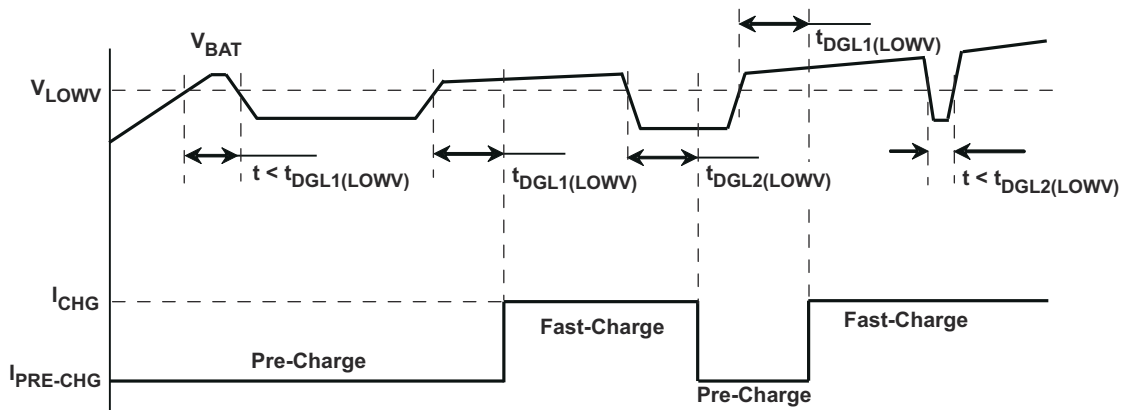 t_DGL1(LOWV)
V_BAT
V_LOWV
t < t_DGL1(LOWV)
t_DGL1(LOWV)
t_DGL2(LOWV)
t < t_DGL2(LOWV)
I_CHG
Fast-Charge
Fast-Charge
Pre-Charge
I_PRE-CHG
Pre-Charge